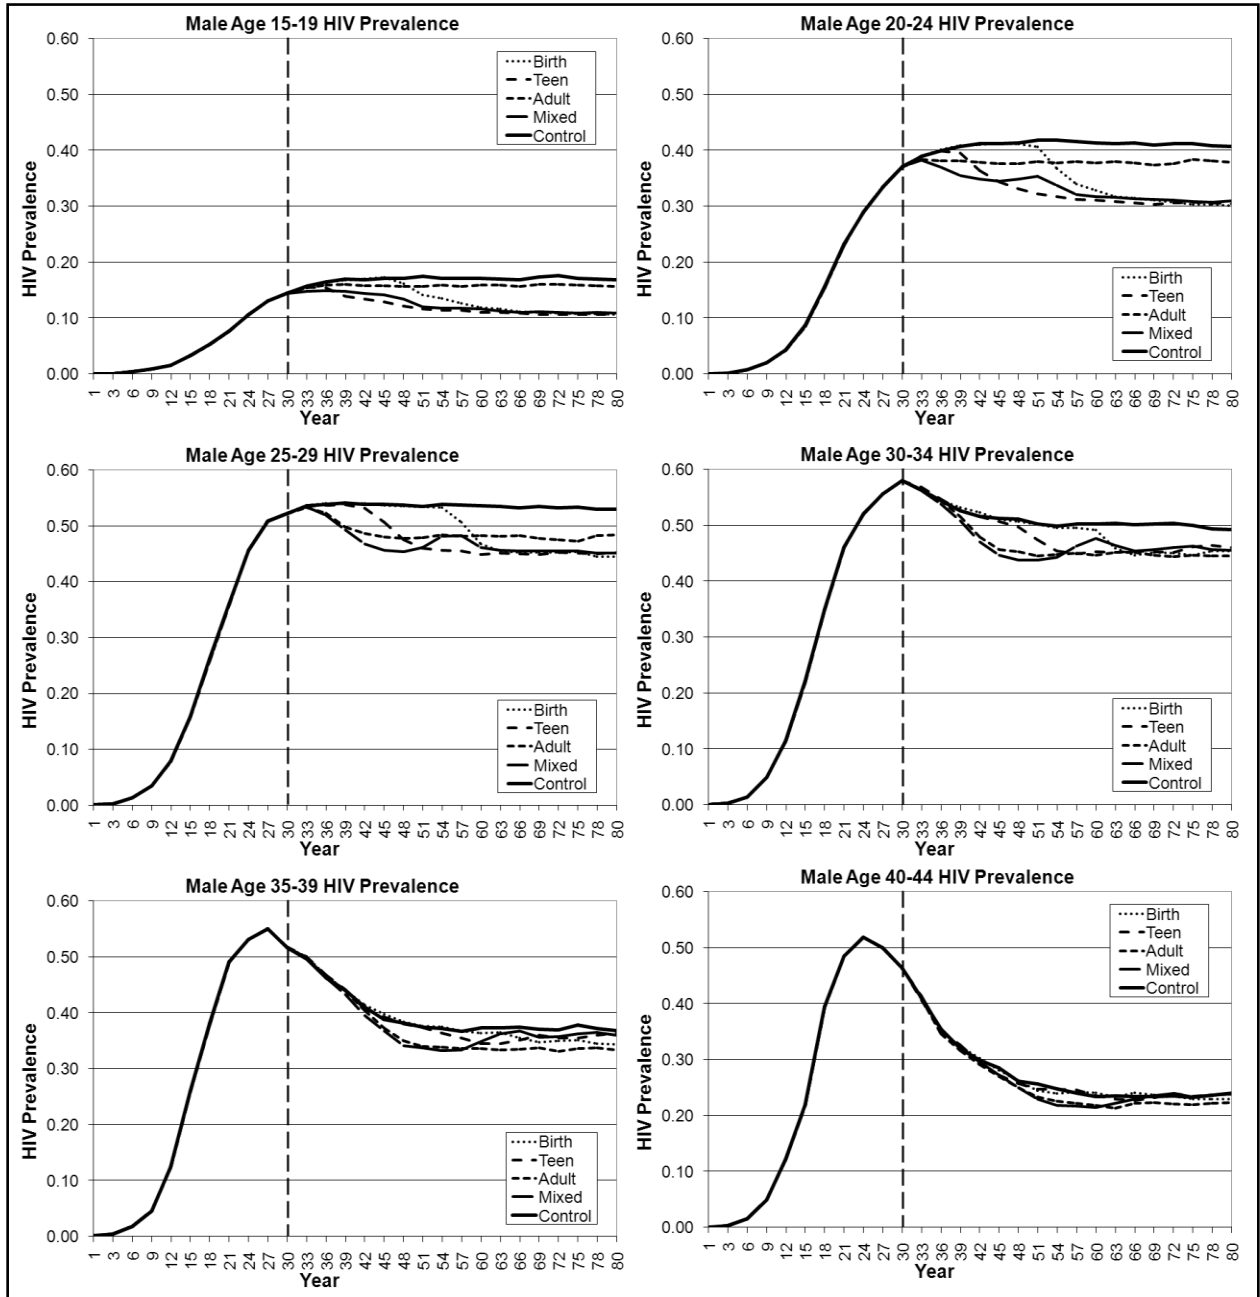 Male Age 15-19 HIV Prevalence
0.60
0.50
0.40
0.30
0.20
0.10
0.00
HIV Prevalence
Birth
Teen
Adult
Mixed
Control
1 3 6 9 12 15 18 21 24 27 30 33 36 39 42 45 48 51 54 57 60 63 66 69 72 75 78 80
Year
Male Age 20-24 HIV Prevalence
0.60
0.50
0.40
0.30
0.20
0.10
0.00
HIV Prevalence
Birth
Teen
Adult
Mixed
Control
1 3 6 9 12 15 18 21 24 27 30 33 36 39 42 45 48 51 54 57 60 63 66 69 72 75 78 80
Year
Male Age 25-29 HIV Prevalence
0.60
0.50
0.40
0.30
0.20
0.10
0.00
HIV Prevalence
Birth
Teen
Adult
Mixed
Control
1 3 6 9 12 15 18 21 24 27 30 33 36 39 42 45 48 51 54 57 60 63 66 69 72 75 78 80
Year
Male Age 30-34 HIV Prevalence
0.60
0.50
0.40
0.30
0.20
0.10
0.00
HIV Prevalence
Birth
Teen
Adult
Mixed
Control
1 3 6 9 12 15 18 21 24 27 30 33 36 39 42 45 48 51 54 57 60 63 66 69 72 75 78 80
Year
Male Age 35-39 HIV Prevalence
0.60
0.50
0.40
0.30
0.20
0.10
0.00
HIV Prevalence
Birth
Teen
Adult
Mixed
Control
1 3 6 9 12 15 18 21 24 27 30 33 36 39 42 45 48 51 54 57 60 63 66 69 72 75 78 80
Year
Male Age 40-44 HIV Prevalence
0.60
0.50
0.40
0.30
0.20
0.10
0.00
HIV Prevalence
Birth
Teen
Adult
Mixed
Control
1 3 6 9 12 15 18 21 24 27 30 33 36 39 42 45 48 51 54 57 60 63 66 69 72 75 78 80
Year